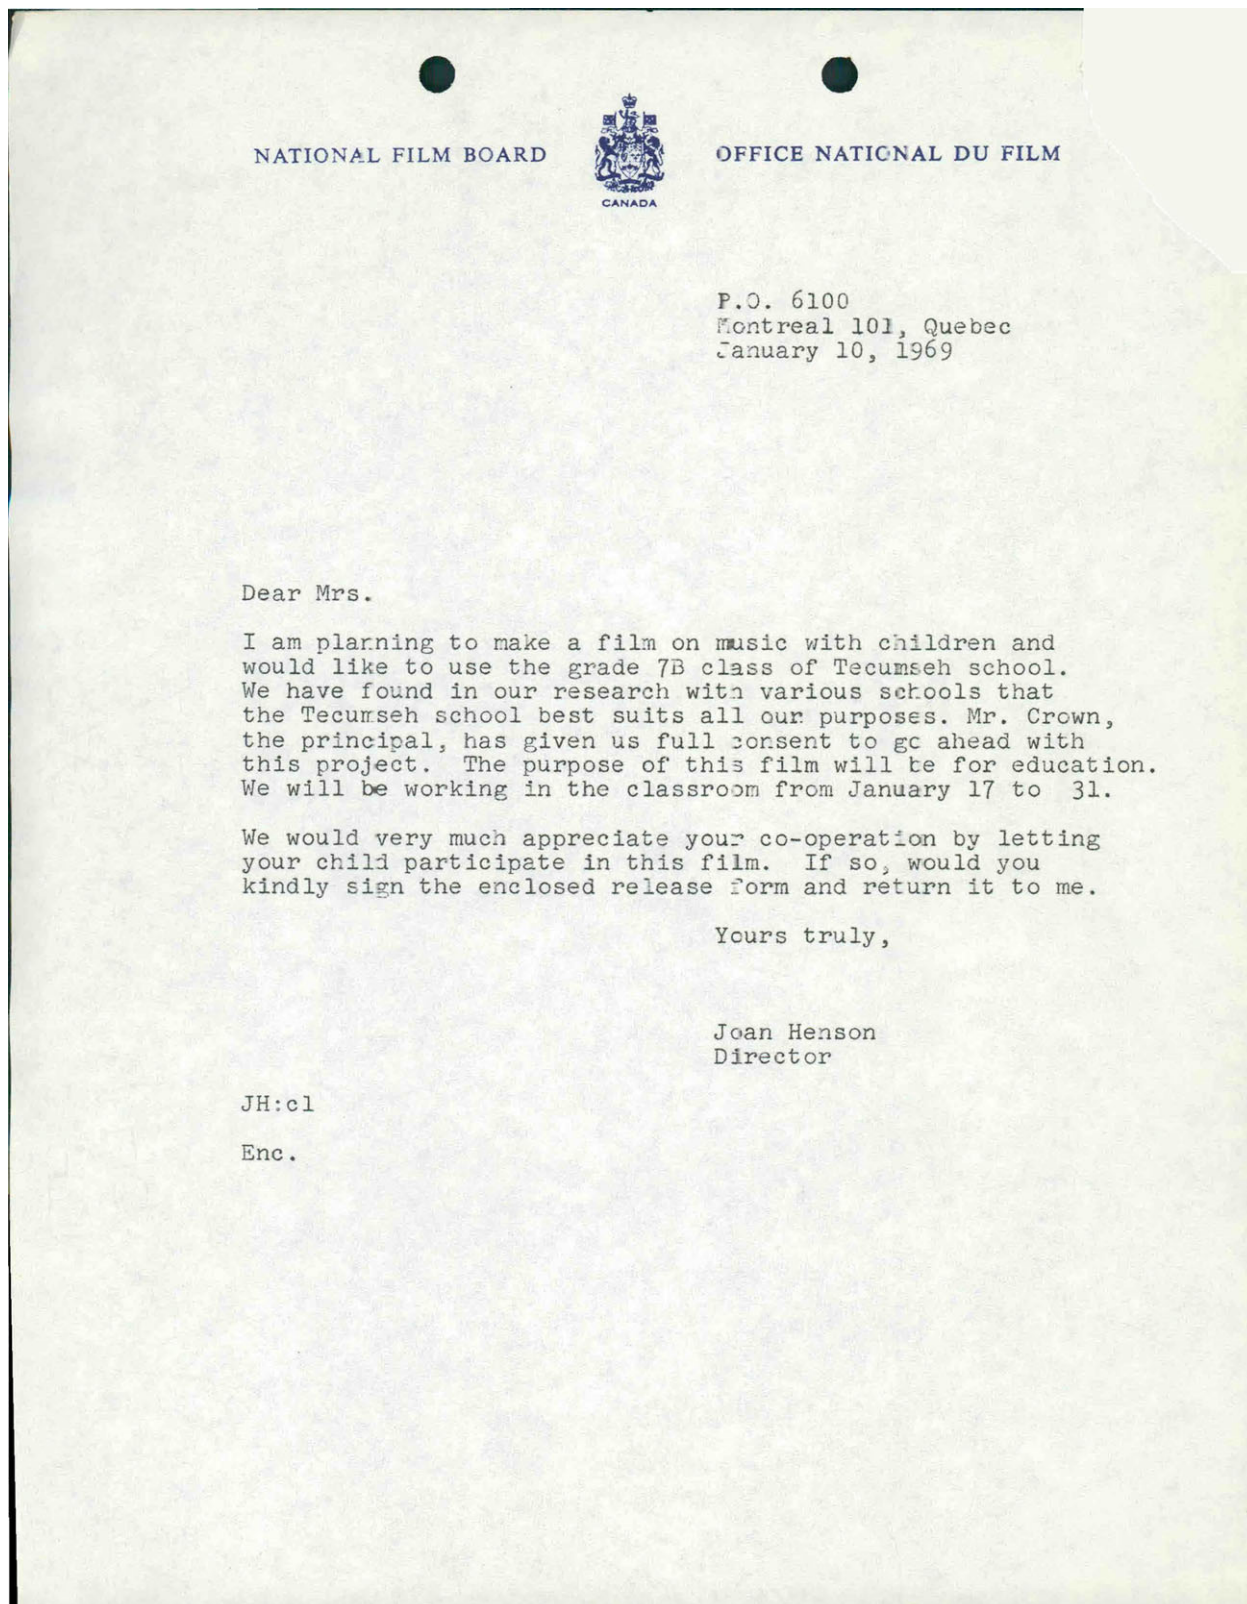 NATIONAL FILM BOARD
OFFICE NATIONAL DU FILM
CANADA
P.O. 6100
Montreal 101, Quebec
January 10, 1969
Dear Mrs.
I am planning to make a film on music with children and
would like to use the grade 7B class of Tecumseh school.
We have found in our research with various schools that
the Tecumseh school best suits all our purposes. Mr. Crown,
the principal, has given us full consent to go ahead with
this project. The purpose of this film will be for education.
We will be working in the classroom from January 17 to 31.
We would very much appreciate your co-operation by letting
your child participate in this film. If so, would you
kindly sign the enclosed release form and return it to me.
Yours truly,
Joan Henson
Director
JH:cl
Enc.